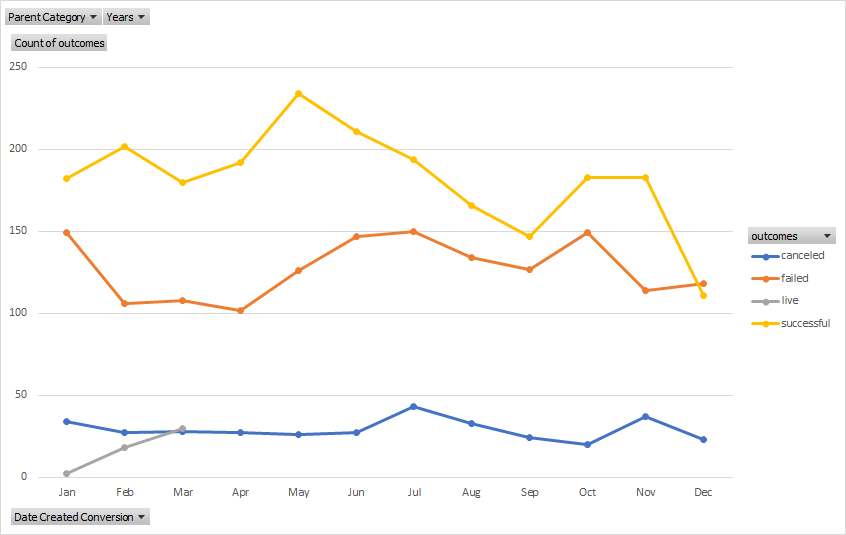 Parent Category Years
Count of outcomes
250
200
150
100
50
0
Jan Feb Mar Apr May Jun Jul Aug Sep Oct Nov Dec
outcomes
canceled
failed
live
successful
Date Created Conversion